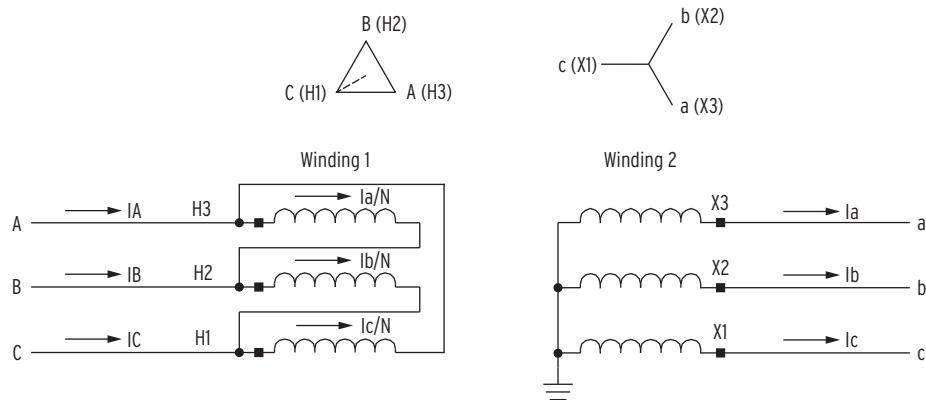 B (H2)
C (H1)
A (H3)
b (X2)
c (X1)
a (X3)
Winding 1
Winding 2
A
IA
H3
Ia/N
B
IB
H2
Ib/N
C
IC
H1
Ic/N
X3
Ia
a
X2
Ib
b
X1
Ic
c